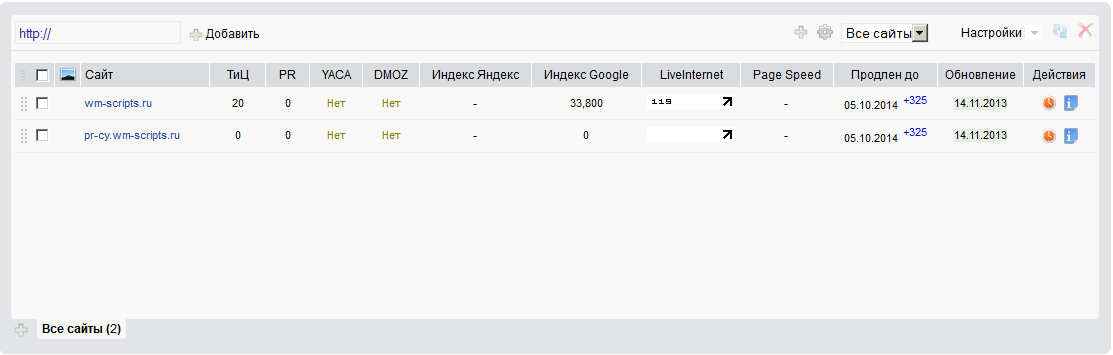 http:// Добавить Все сайты Настройки
Сайт ТиЦ PR YACA DMOZ Индекс Яндекс Индекс Google LiveInternet Page Speed Продлен до Обновление Действия
wm-scripts.ru 20 0 Нет Нет - 33,800 119 - 05.10.2014 +325 14.11.2013
pr-cy.wm-scripts.ru 0 0 Нет Нет - 0 - 05.10.2014 +325 14.11.2013
Все сайты (2)